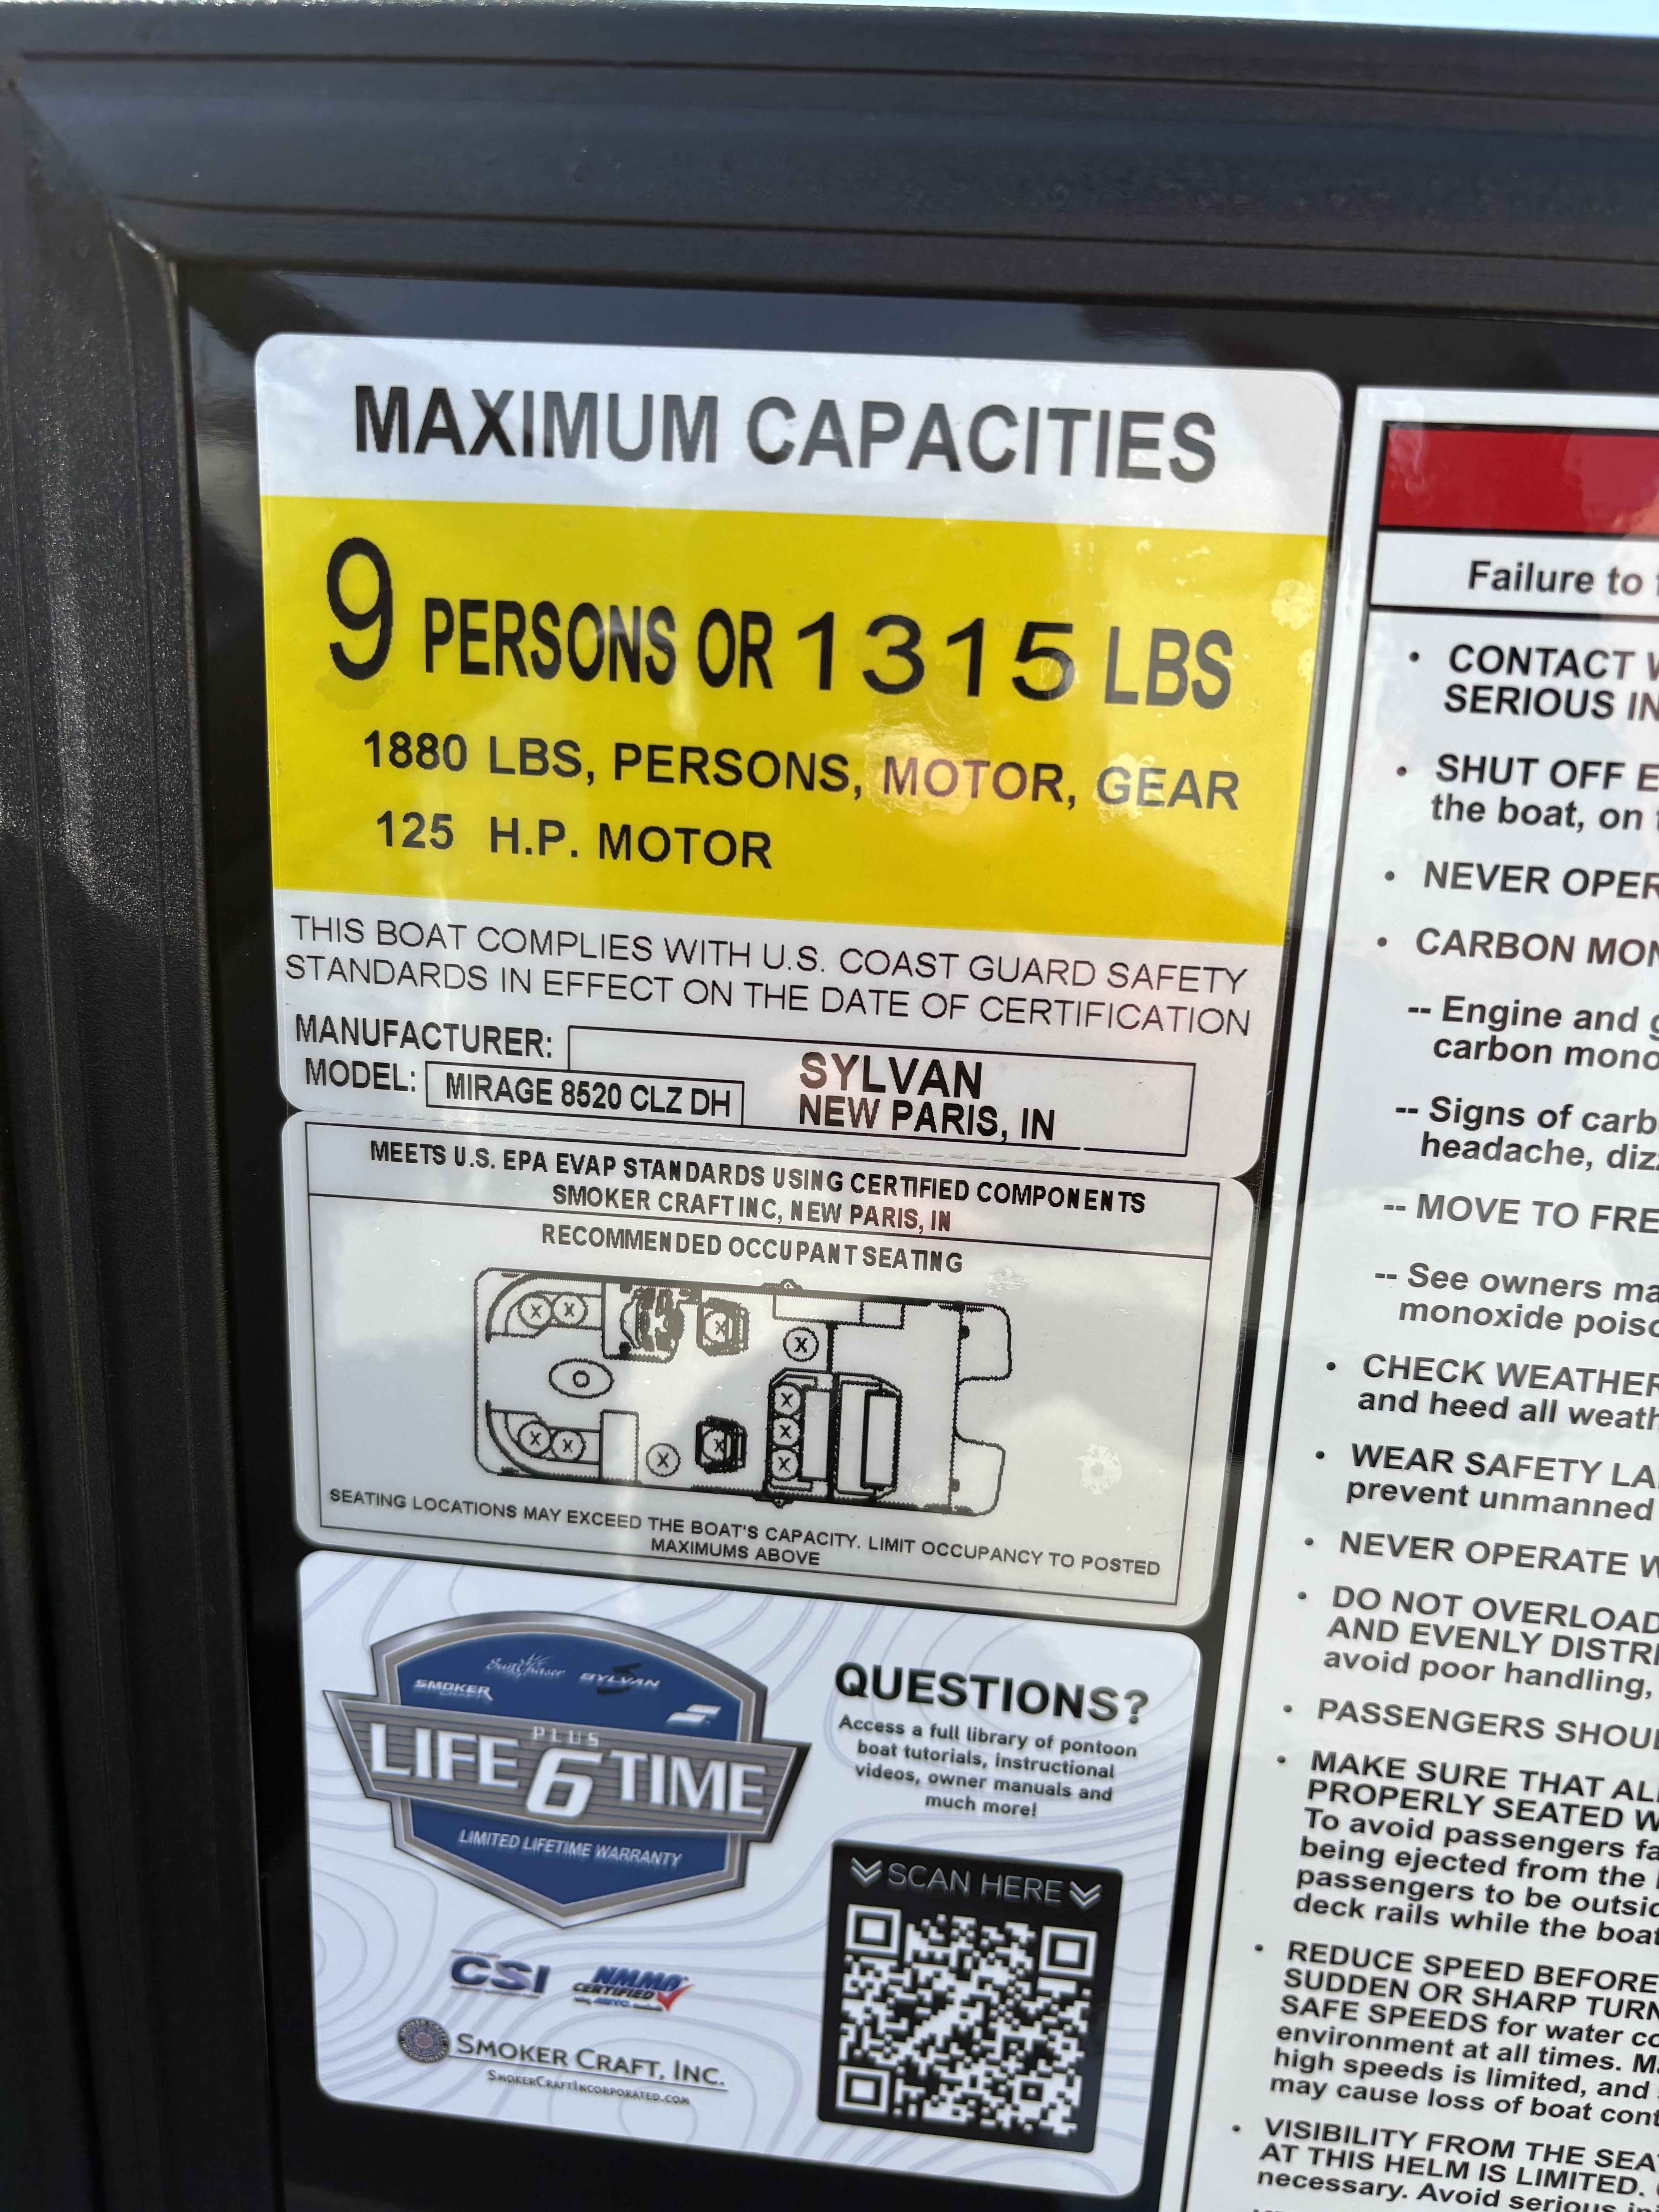 MAXIMUM CAPACITIES
9 PERSONS OR 1315 LBS
1880 LBS, PERSONS, MOTOR, GEAR
125 H.P. MOTOR
THIS BOAT COMPLIES WITH U.S. COAST GUARD SAFETY
STANDARDS IN EFFECT ON THE DATE OF CERTIFICATION
MANUFACTURER:
MODEL: MIRAGE 8520 CLZ DH
SYLVAN
NEW PARIS, IN
MEETS U.S. EPA EVAP STANDARDS USING CERTIFIED COMPONENTS
SMOKER CRAFT INC, NEW PARIS, IN
RECOMMENDED OCCUPANT SEATING
X X X X
X
X
X
X X X X X
SEATING LOCATIONS MAY EXCEED THE BOAT'S CAPACITY. LIMIT OCCUPANCY TO POSTED
MAXIMUMS ABOVE
SMOKER CRAFT SunChaser SYLVAN
PLUS
LIFE 6 TIME
LIMITED LIFETIME WARRANTY
QUESTIONS?
Access a full library of pontoon
boat tutorials, instructional
videos, owner manuals and
much more!
SCAN HERE
CSI
NMMA
CERTIFIED
SMOKER CRAFT, INC.
SMOKERCRAFTINCORPORATED.COM
Failure to
• CONTACT
SERIOUS
• SHUT OFF
the boat, on
• NEVER
• CARBON
-- Engine and
carbon
-- Signs of
headache,
-- MOVE TO
-- See owners
monoxide
• CHECK WEATHER
and heed all
• WEAR SAFETY
prevent unmanned
• NEVER OPERATE
• DO NOT OVERLOAD
AND EVENLY
avoid poor handling,
• PASSENGERS
• MAKE SURE THAT
PROPERLY SEATED
To avoid passengers
being ejected from the
passengers to be
deck rails while the
• REDUCE SPEED BEFORE
SUDDEN OR SHARP
SAFE SPEEDS for water
environment at all times.
high speeds is limited, and
may cause loss of boat
• VISIBILITY FROM THE
AT THIS HELM IS LIMITED.
necessary. Avoid serious